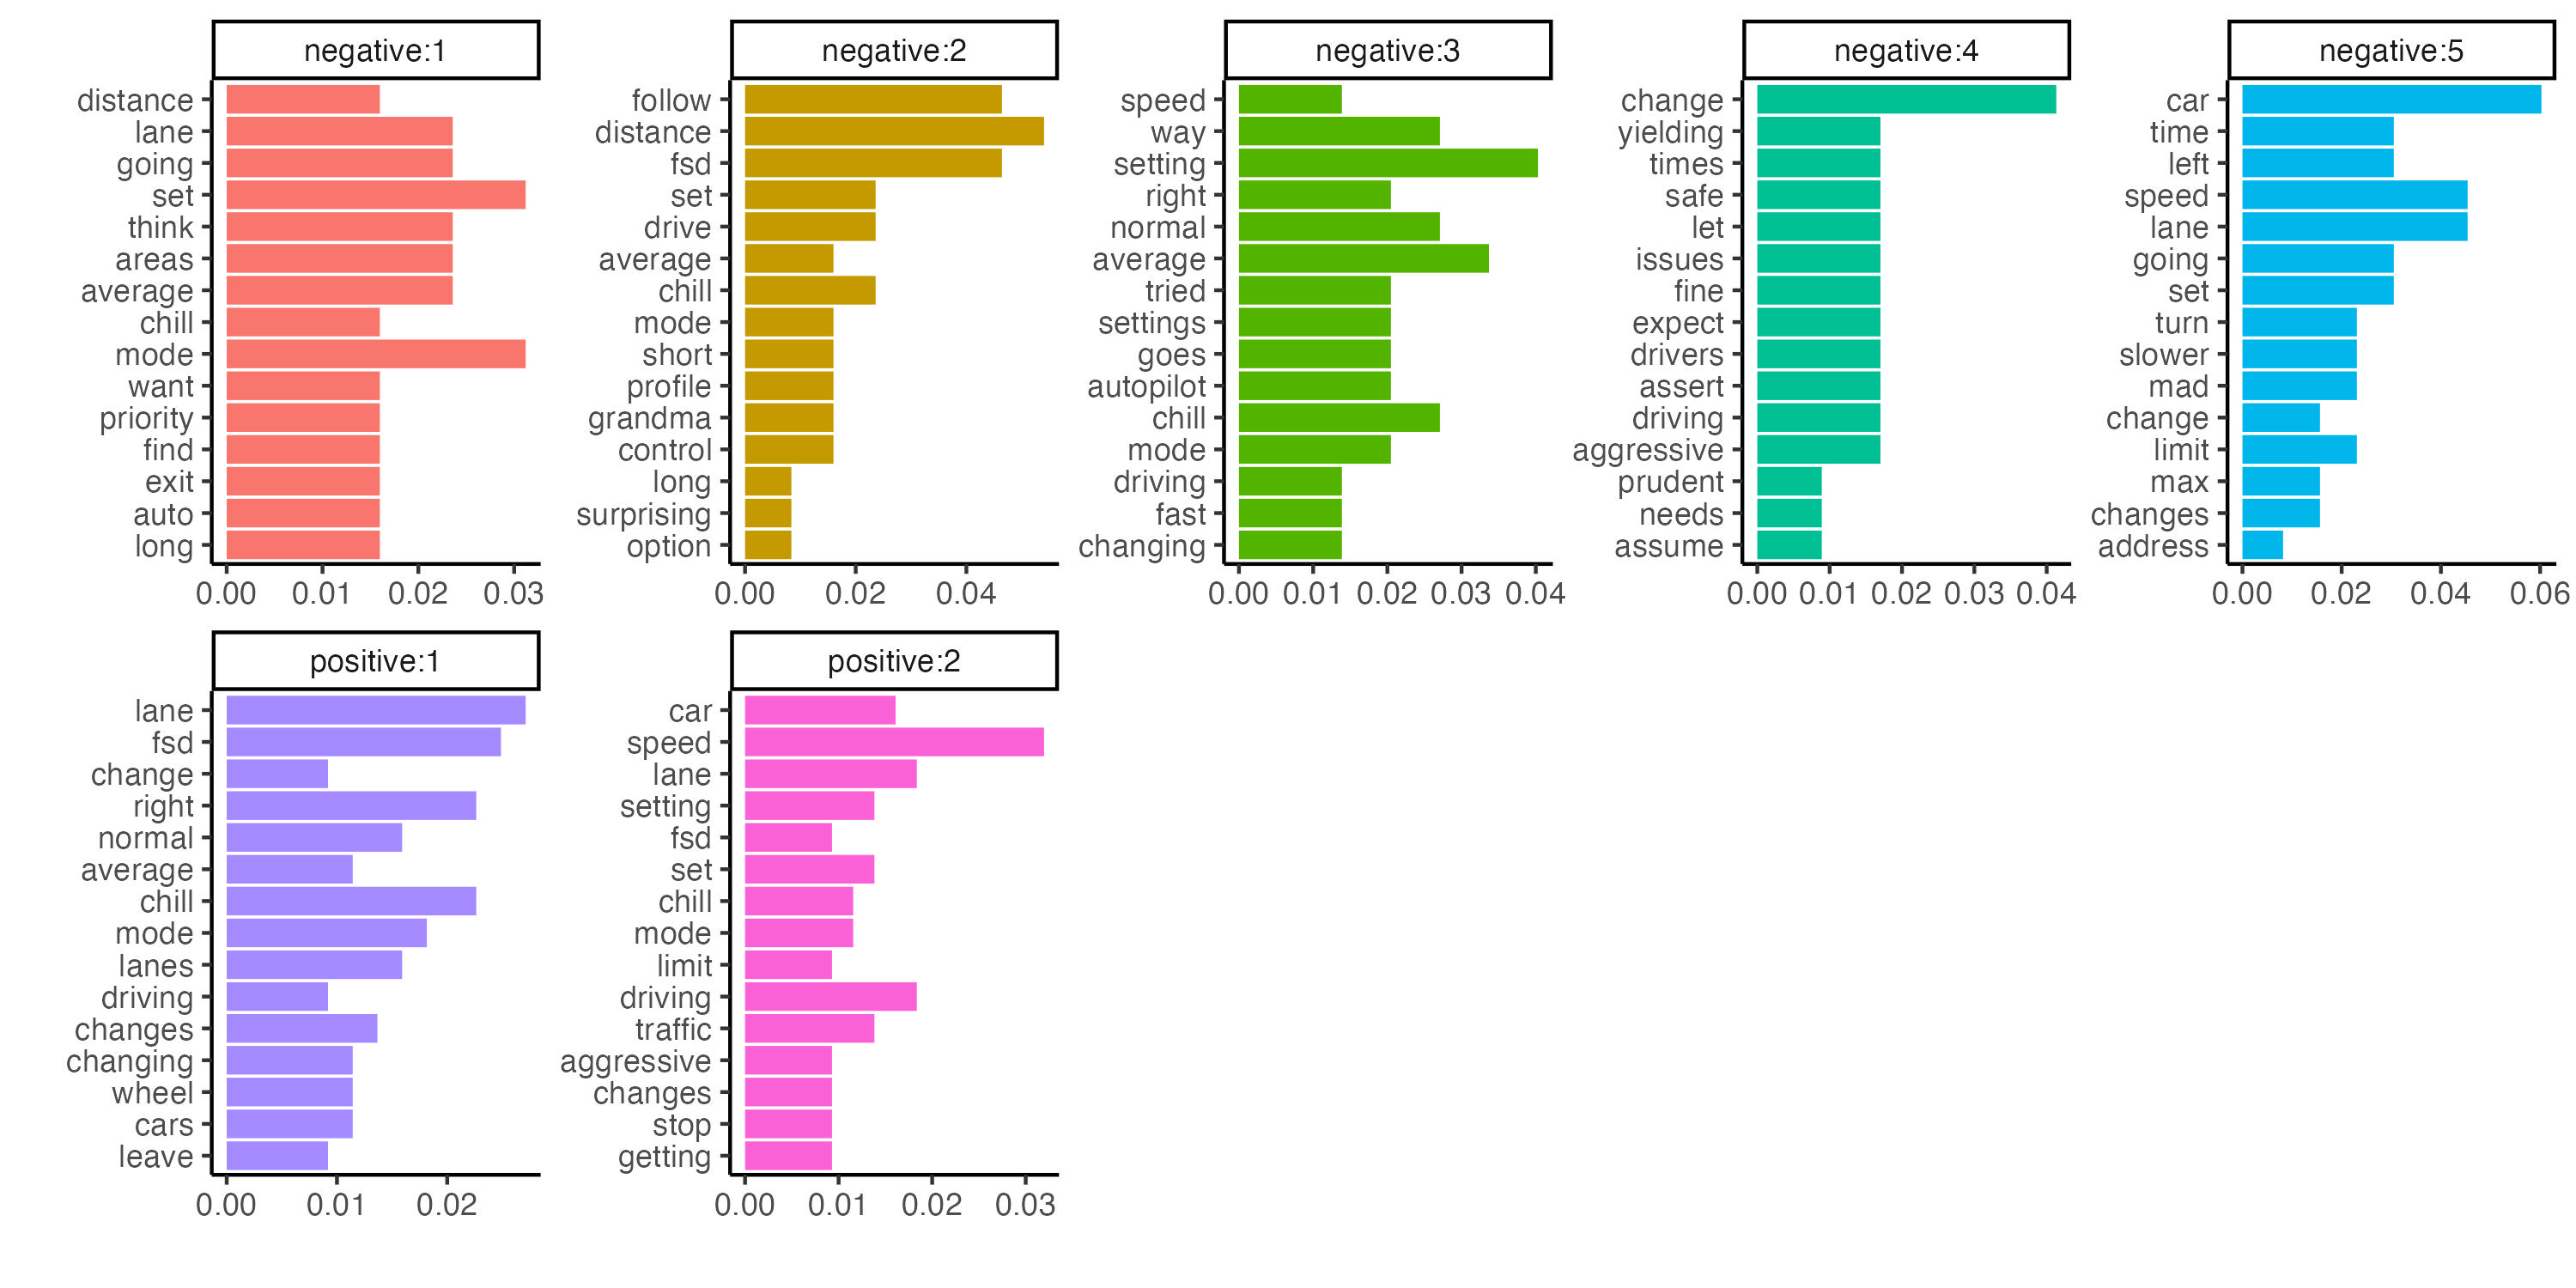 negative:1
distance
lane
going
set
think
areas
average
chill
mode
want
priority
find
exit
auto
long
0.00 0.01 0.02 0.03
negative:2
follow
distance
fsd
set
drive
average
chill
mode
short
profile
grandma
control
long
surprising
option
0.00 0.02 0.04
negative:3
speed
way
setting
right
normal
average
tried
settings
goes
autopilot
chill
mode
driving
fast
changing
0.00 0.01 0.02 0.03 0.04
negative:4
change
yielding
times
safe
let
issues
fine
expect
drivers
assert
driving
aggressive
prudent
needs
assume
0.00 0.01 0.02 0.03 0.04
negative:5
car
time
left
speed
lane
going
set
turn
slower
mad
change
limit
max
changes
address
0.00 0.02 0.04 0.06
positive:1
lane
fsd
change
right
normal
average
chill
mode
lanes
driving
changes
changing
wheel
cars
leave
0.00 0.01 0.02
positive:2
car
speed
lane
setting
fsd
set
chill
mode
limit
driving
traffic
aggressive
changes
stop
getting
0.00 0.01 0.02 0.03